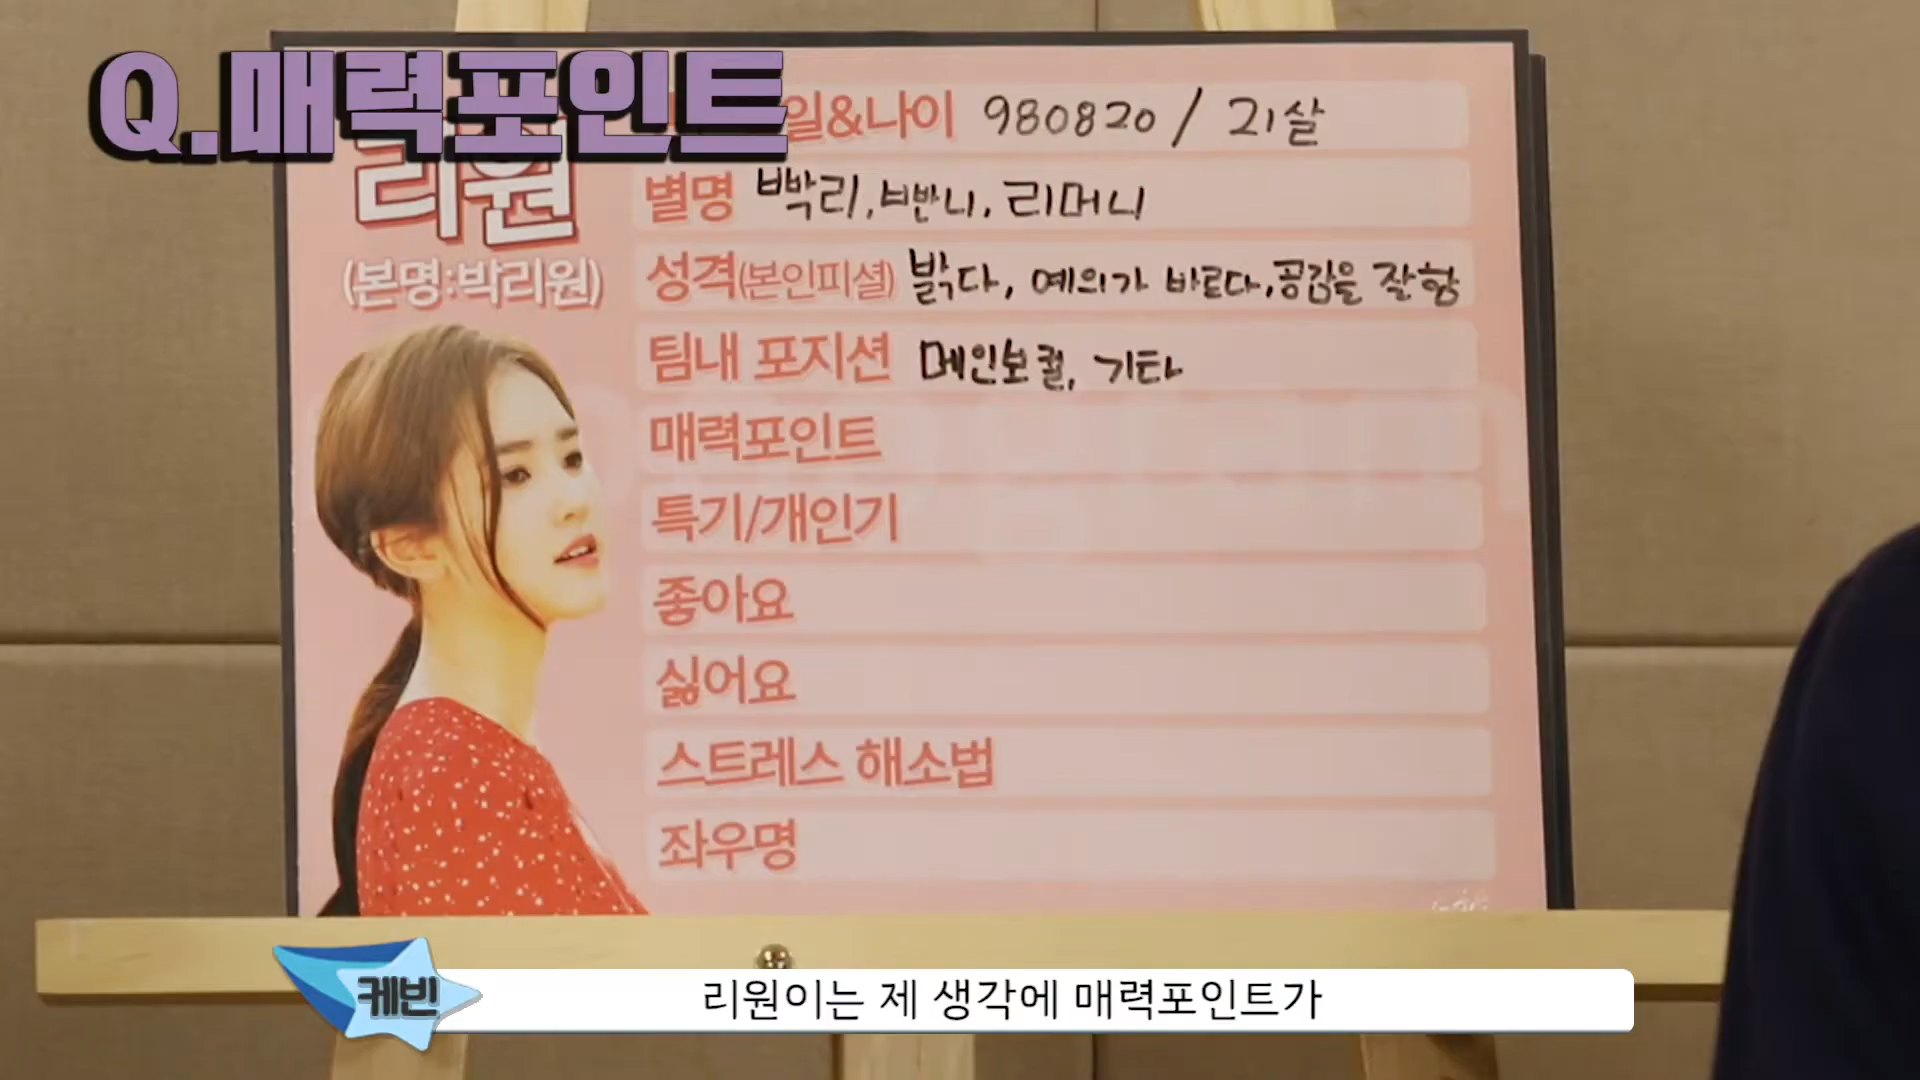 Q.매력포인트
일&나이 980820 / 21살
리원
(본명:박리원)
別명 빡리, 빤니, 리머니
성격(본인피셜) 밝다, 예의가 바르다, 공감을 잘함
팀내 포지션 메인보컬, 기타
매력포인트
특기/개인기
좋아요
싫어요
스트레스 해소법
좌우명
케빈
리원이는 제 생각에 매력포인트가